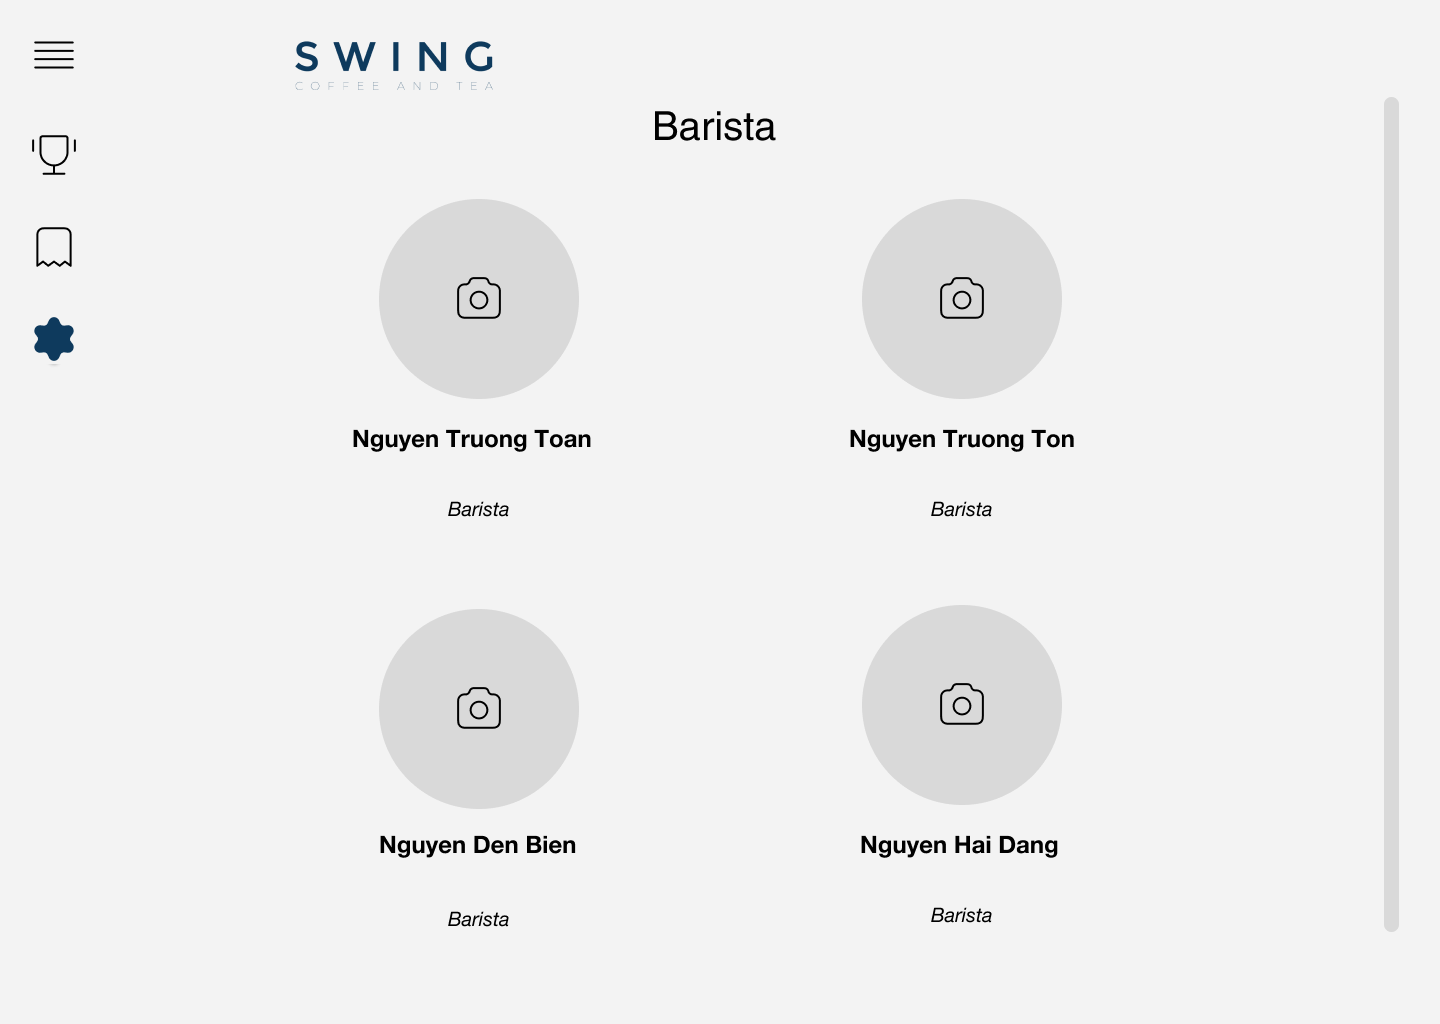 SWING
COFFEE AND TEA
Barista
Nguyen Truong Toan
Nguyen Truong Ton
Barista
Barista
Nguyen Den Bien
Nguyen Hai Dang
Barista
Barista